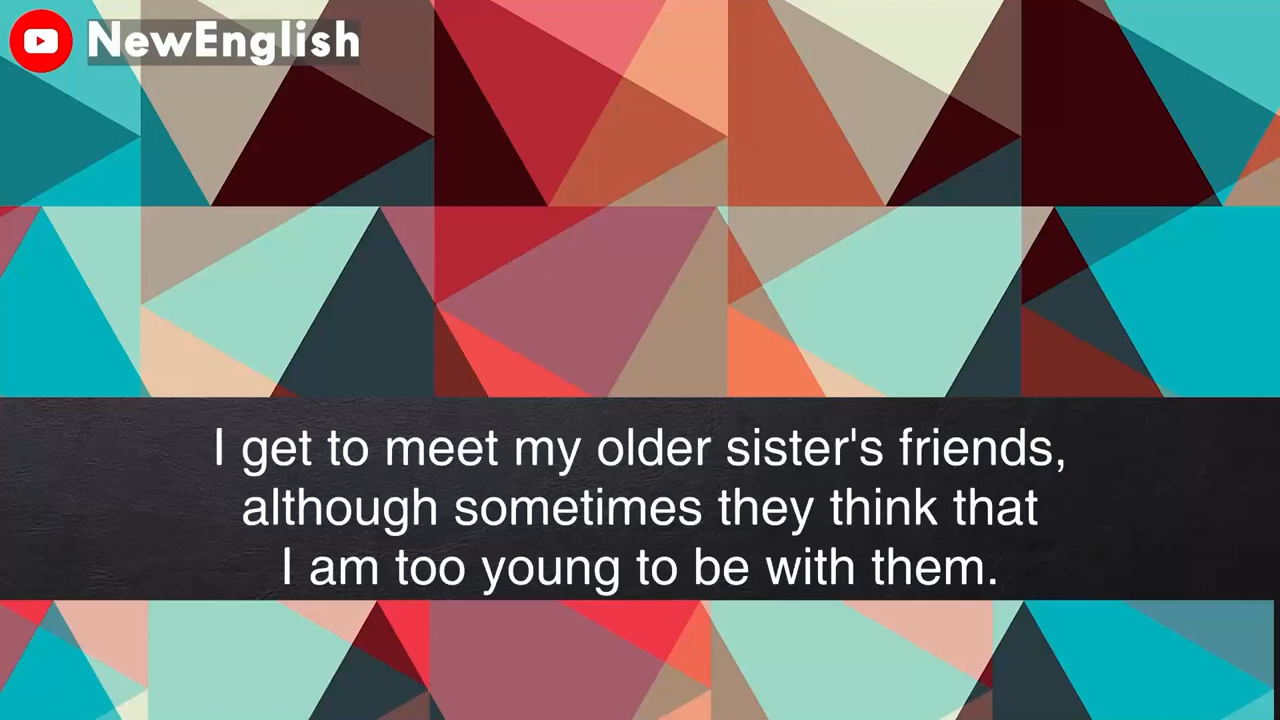 NewEnglish
I get to meet my older sister's friends,
although sometimes they think that
I am too young to be with them.